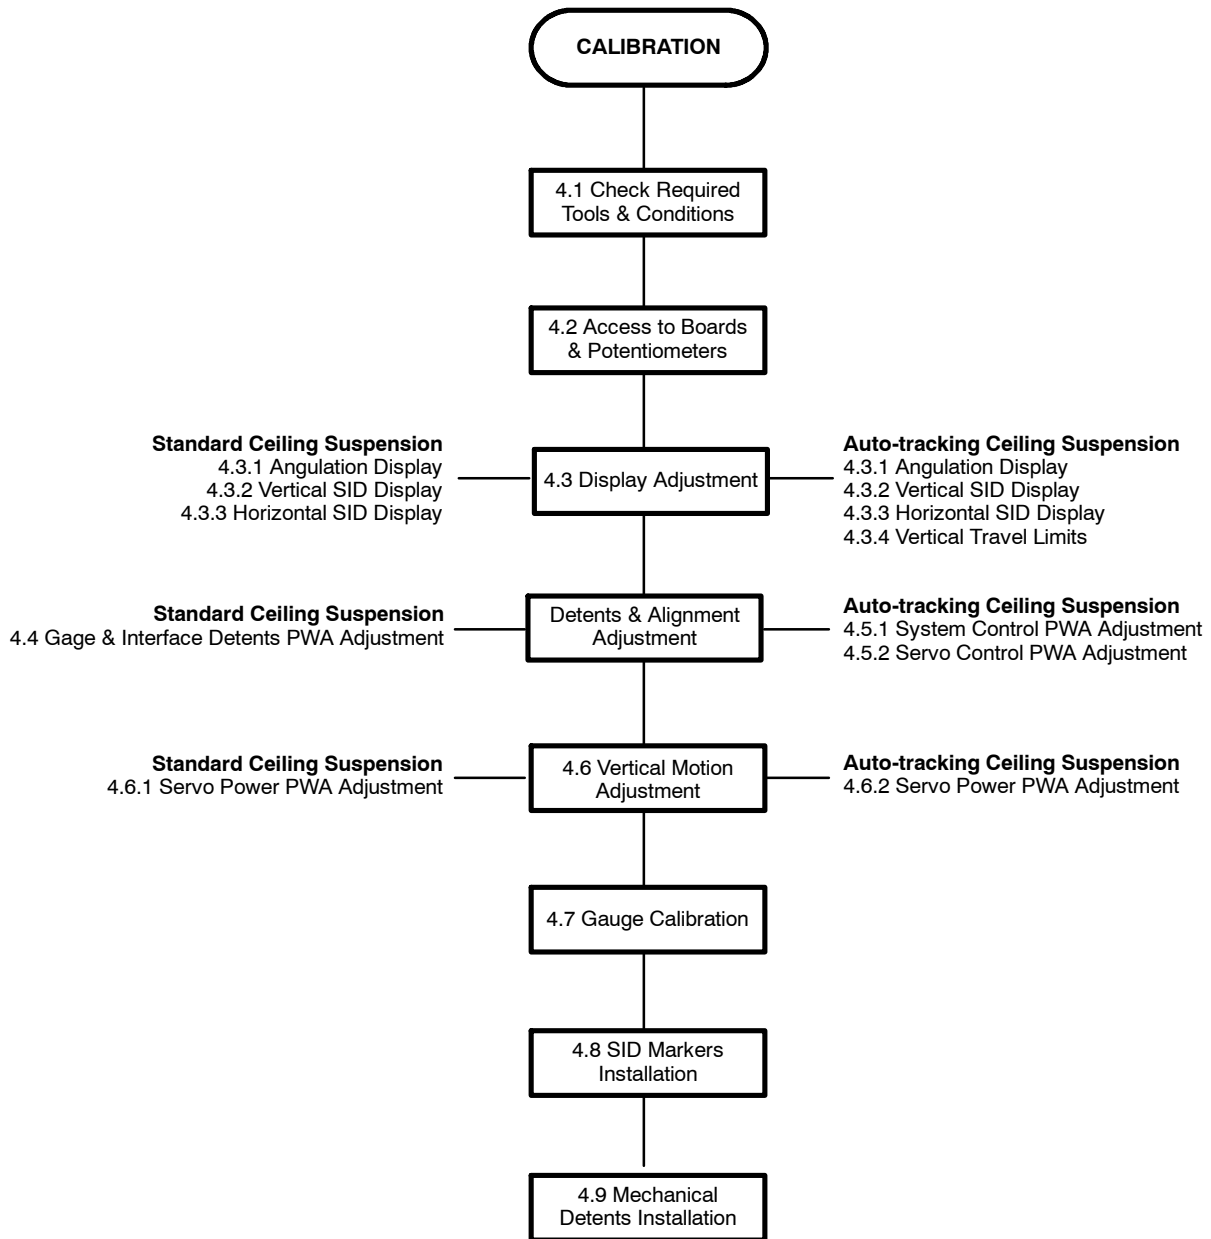 CALIBRATION
4.1 Check Required
Tools & Conditions
4.2 Access to Boards
& Potentiometers
Standard Ceiling Suspension
4.3.1 Angulation Display
4.3.2 Vertical SID Display
4.3.3 Horizontal SID Display
4.3 Display Adjustment
Auto-tracking Ceiling Suspension
4.3.1 Angulation Display
4.3.2 Vertical SID Display
4.3.3 Horizontal SID Display
4.3.4 Vertical Travel Limits
Standard Ceiling Suspension
4.4 Gage & Interface Detents PWA Adjustment
Detents & Alignment
Adjustment
Auto-tracking Ceiling Suspension
4.5.1 System Control PWA Adjustment
4.5.2 Servo Control PWA Adjustment
Standard Ceiling Suspension
4.6.1 Servo Power PWA Adjustment
4.6 Vertical Motion
Adjustment
Auto-tracking Ceiling Suspension
4.6.2 Servo Power PWA Adjustment
4.7 Gauge Calibration
4.8 SID Markers
Installation
4.9 Mechanical
Detents Installation